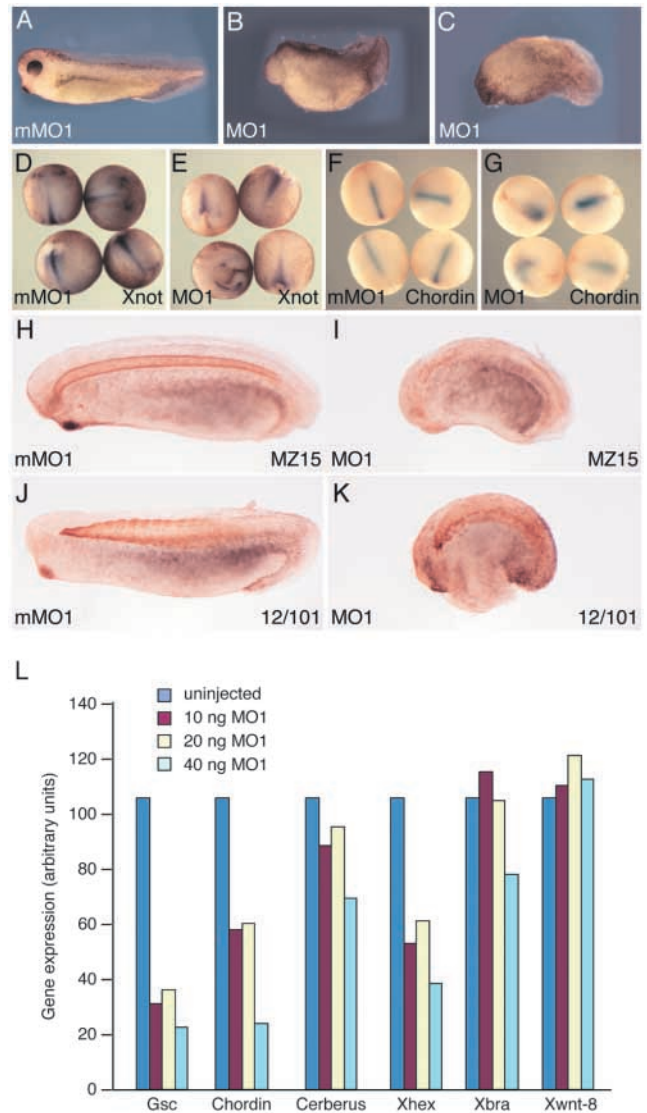 A
B
C
mMO1
MO1
MO1
D
E
F
G
mMO1 Xnot
MO1 Xnot
mMO1 Chordin
MO1 Chordin
H
I
mMO1 MZ15
MO1 MZ15
J
K
mMO1 12/101
MO1 12/101
L
uninjected
10 ng MO1
20 ng MO1
40 ng MO1
Gene expression (arbitrary units)
140
120
100
80
60
40
20
0
Gsc Chordin Cerberus Xhex Xbra Xwnt-8